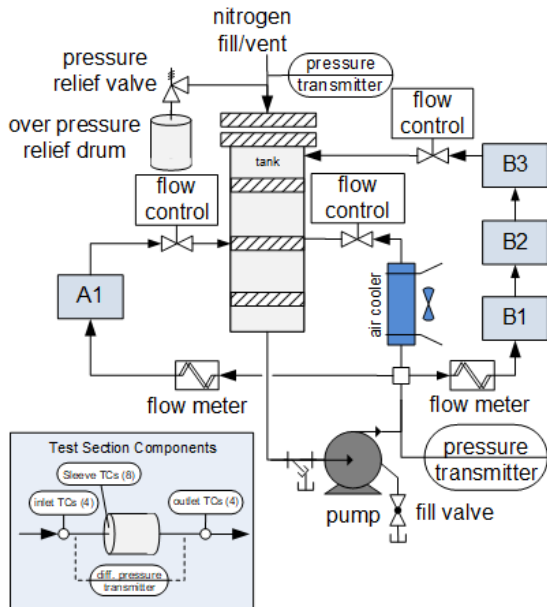 nitrogen
fill/vent
pressure
relief valve
pressure
transmitter
over pressure
relief drum
flow
control
tank
flow
control
flow
control
B3
B2
B1
A1
air cooler
flow meter
flow meter
pressure
transmitter
pump
fill valve
Test Section Components
Sleeve TCs (8)
inlet TCs (4)
outlet TCs (4)
diff. pressure
transmitter